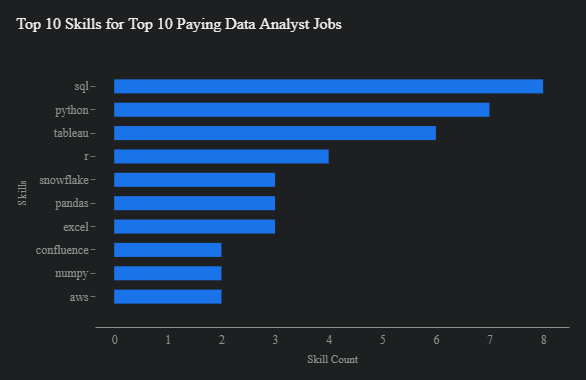 Top 10 Skills for Top 10 Paying Data Analyst Jobs
sql
python
tableau
r
snowflake
pandas
excel
confluence
numpy
aws
Skills
0 1 2 3 4 5 6 7 8
Skill Count